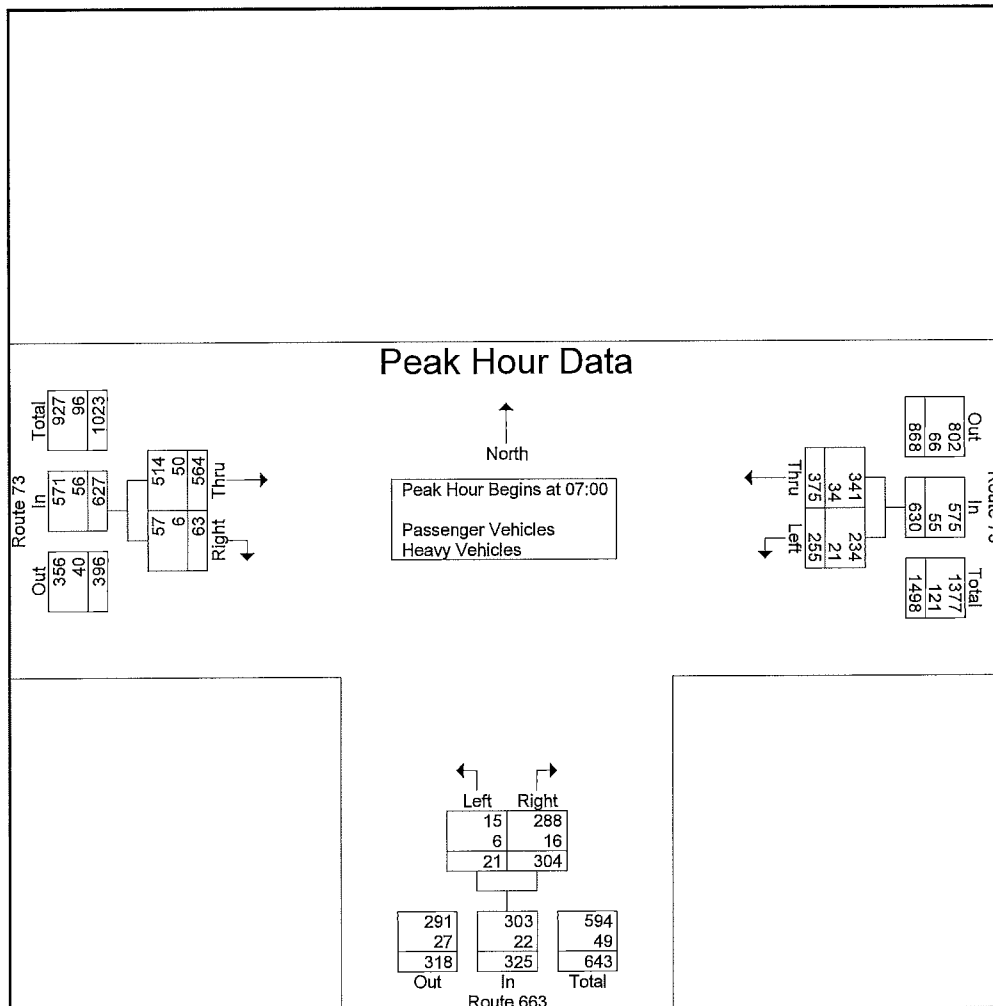 Peak Hour Data
North
Peak Hour Begins at 07:00
Passenger Vehicles
Heavy Vehicles
Route 73
Total
927
96
1023
In
571
56
627
Out
356
40
396
Thru
514
50
564
Right
57
6
63
Out
802
66
868
In
575
55
630
Total
1377
121
1498
Thru
341
34
375
Left
234
21
255
Left Right
15 288
6 16
21 304
291 303 594
27 22 49
318 325 643
Out In Total
Route 663